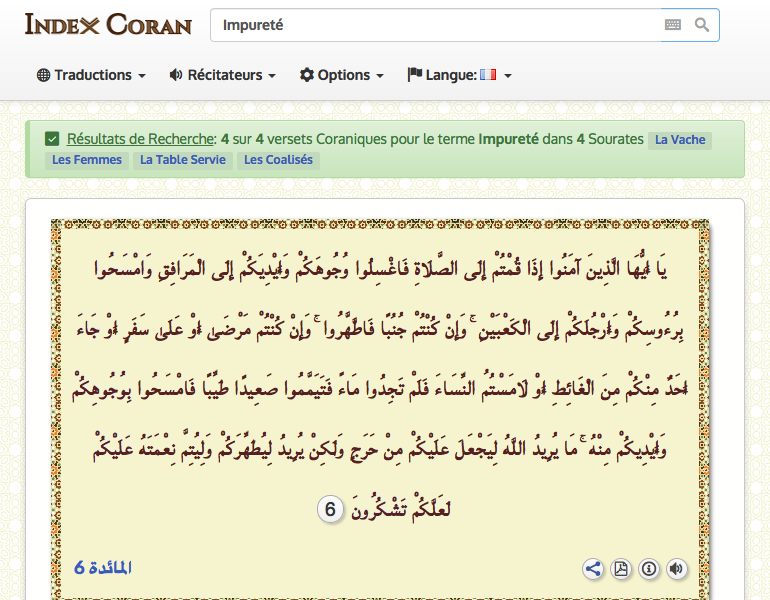 INDEX CORAN
Impureté
Traductions
Récitateurs
Options
Langue:
Résultats de Recherche: 4 sur 4 versets Coraniques pour le terme Impureté dans 4 Sourates La Vache
Les Femmes La Table Servie Les Coalisés
يَا أَيُّهَا الَّذِينَ آمَنُوا إِذَا قُمْتُمْ إِلَى الصَّلَاةِ فَاغْسِلُوا وُجُوهَكُمْ وَأَيْدِيَكُمْ إِلَى الْمَرَافِقِ وَامْسَحُوا
بِرُءُوسِكُمْ وَأَرْجُلَكُمْ إِلَى الْكَعْبَيْنِ ۚ وَإِنْ كُنْتُمْ جُنُبًا فَاطَّهَّرُوا ۚ وَإِنْ كُنْتُمْ مَرْضَىٰ أَوْ عَلَىٰ سَفَرٍ أَوْ جَاءَ
أَحَدٌ مِنْكُمْ مِنَ الْغَائِطِ أَوْ لَامَسْتُمُ النِّسَاءَ فَلَمْ تَجِدُوا مَاءً فَتَيَمَّمُوا صَعِيدًا طَيِّبًا فَامْسَحُوا بِوُجُوهِكُمْ
وَأَيْدِيكُمْ مِنْهُ ۚ مَا يُرِيدُ اللَّهُ لِيَجْعَلَ عَلَيْكُمْ مِنْ حَرَجٍ وَلَٰكِنْ يُرِيدُ لِيُطَهِّرَكُمْ وَلِيُتِمَّ نِعْمَتَهُ عَلَيْكُمْ
لَعَلَّكُمْ تَشْكُرُونَ 6
المائدة 6